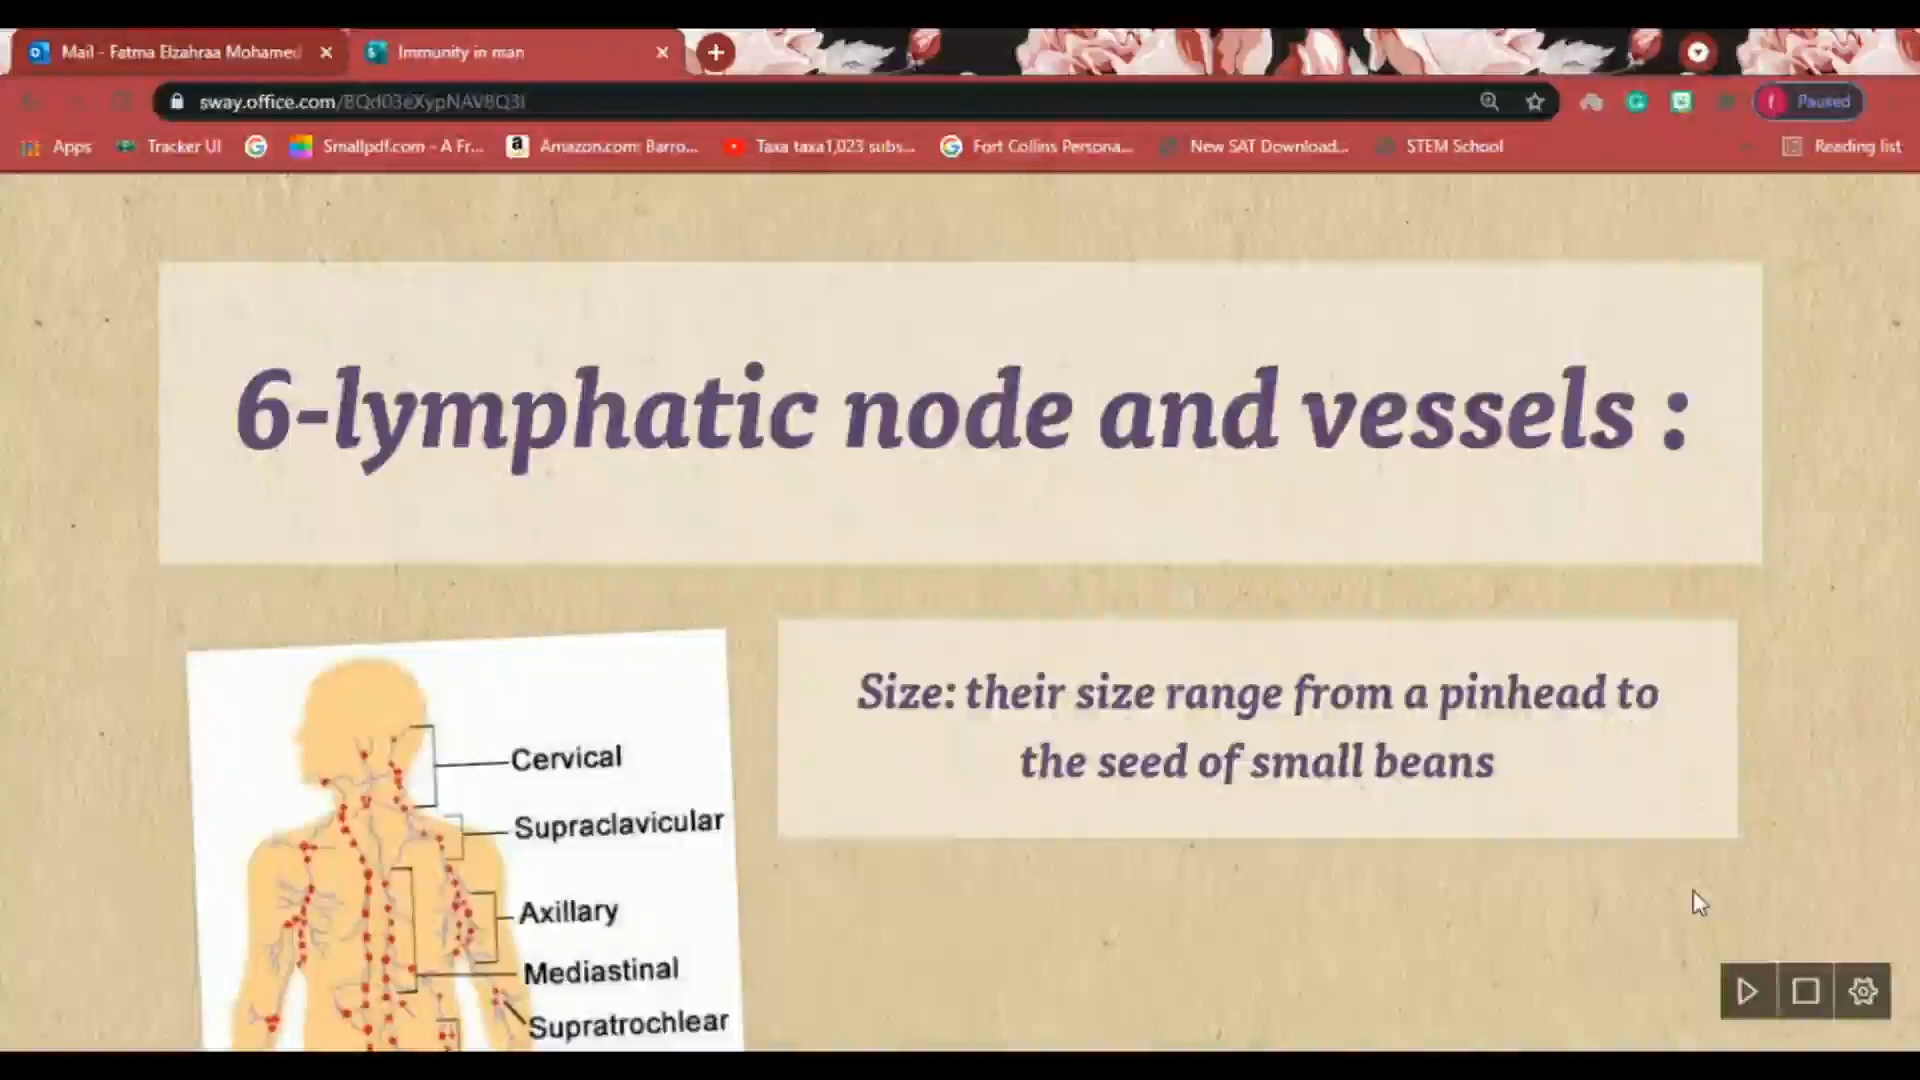 Mail - Fatma Elzahraa Mohamed
Immunity in man
sway.office.com/BQd03eXypNAV8Q3I
Paused
Apps
Tracker UI
Smallpdf.com - A Fr...
Amazon.com: Barro...
Taxa taxa1,023 subs...
Fort Collins Persona...
New SAT Download...
STEM School
Reading list
6-lymphatic node and vessels :
Size: their size range from a pinhead to
the seed of small beans
Cervical
Supraclavicular
Axillary
Mediastinal
Supratrochlear